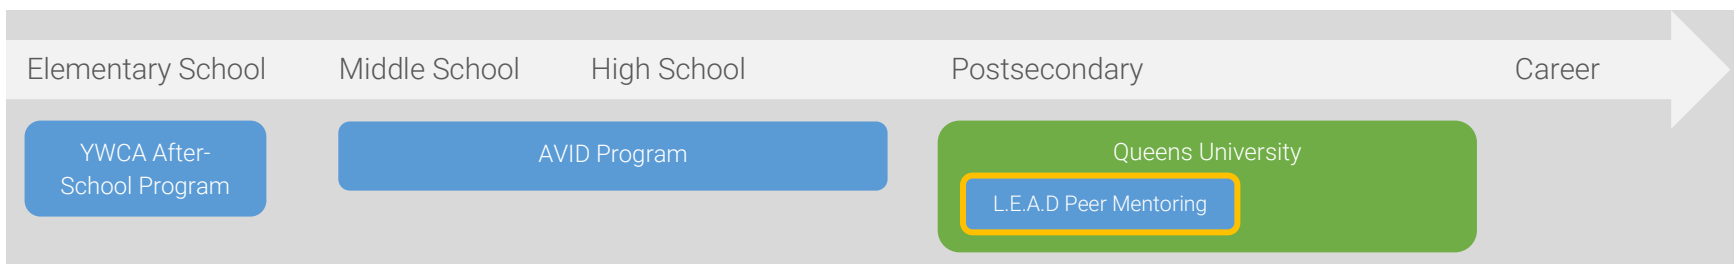 Elementary School
Middle School
High School
Postsecondary
Career
YWCA After-
School Program
AVID Program
Queens University
L.E.A.D Peer Mentoring